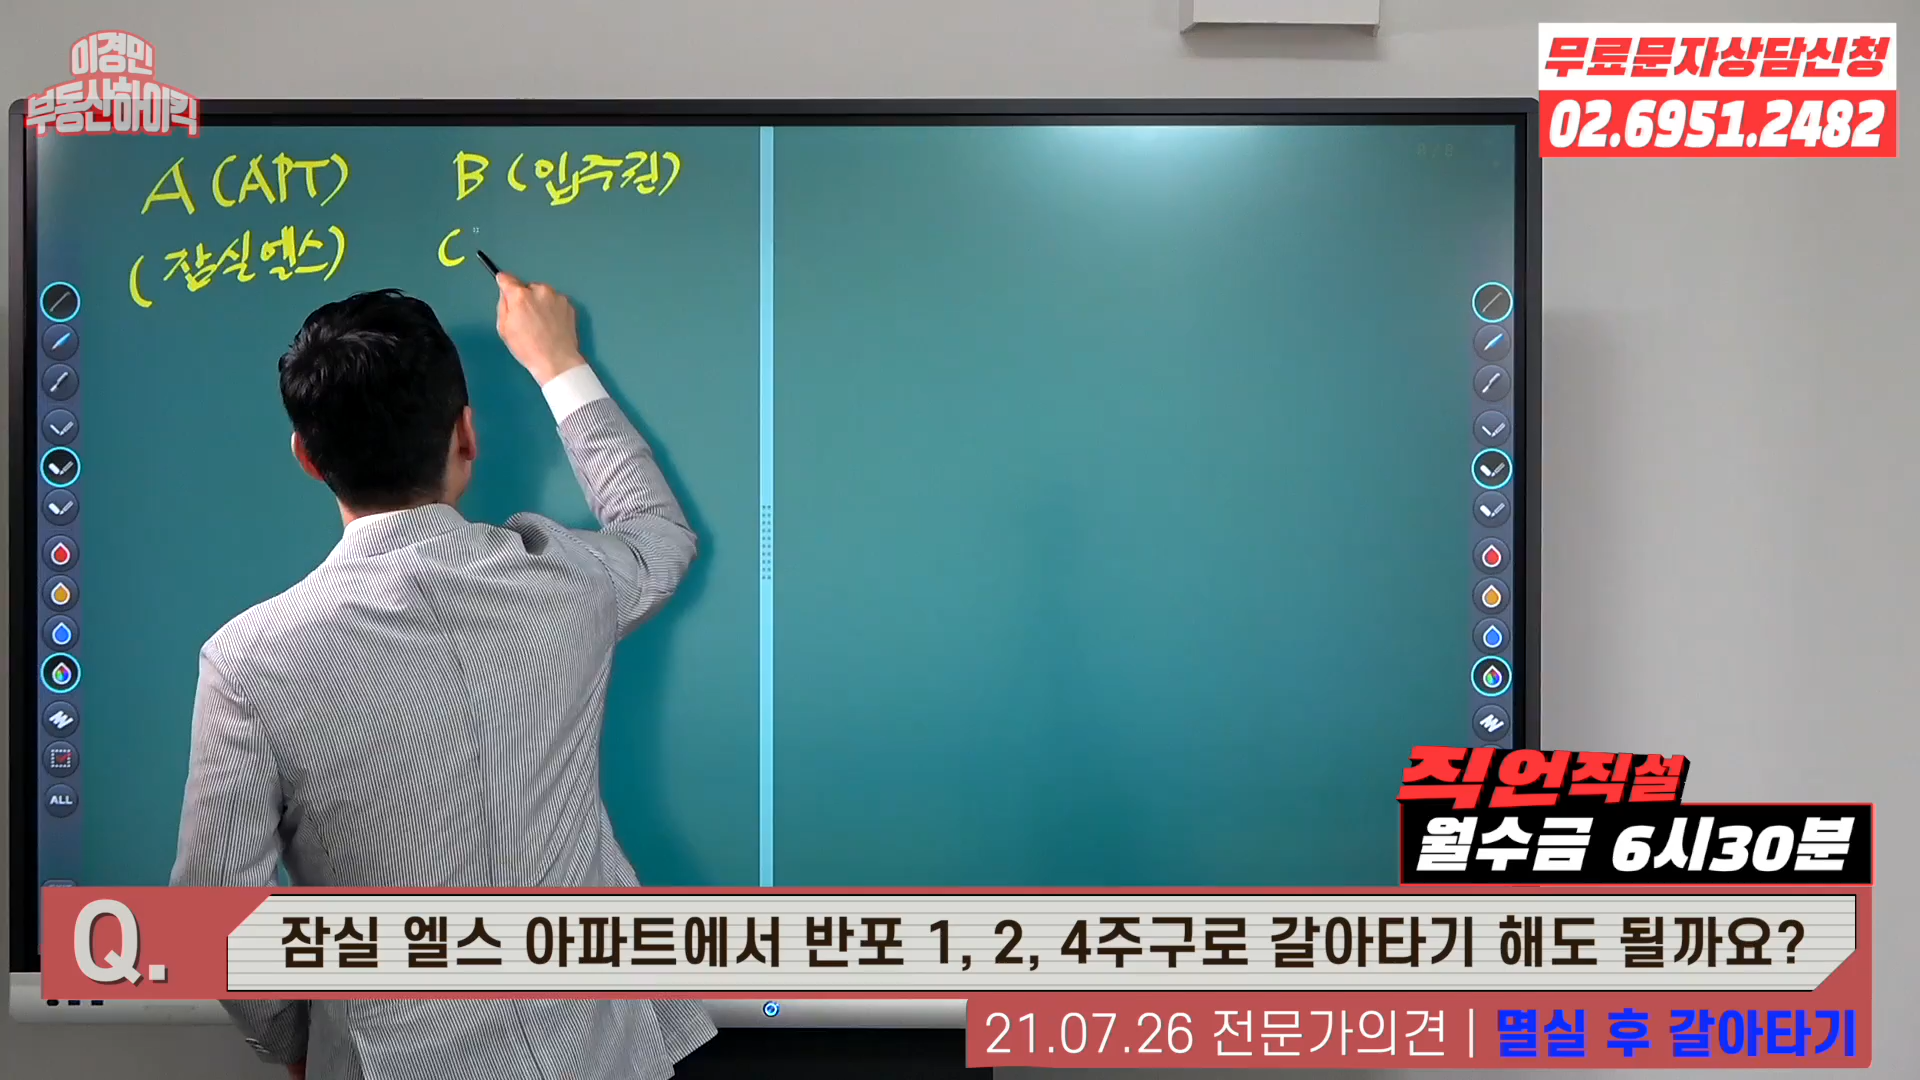 이경민
부동산하이킥
무료문자상담신청
02.6951.2482
A (APT)
B (입주권)
(잠실엘스)
(
ALL
ALL
직언직설
월수금 6시30분
Q.
잠실 엘스 아파트에서 반포 1, 2, 4주구로 갈아타기 해도 될까요?
21.07.26 전문가의견 | 멸실 후 갈아타기